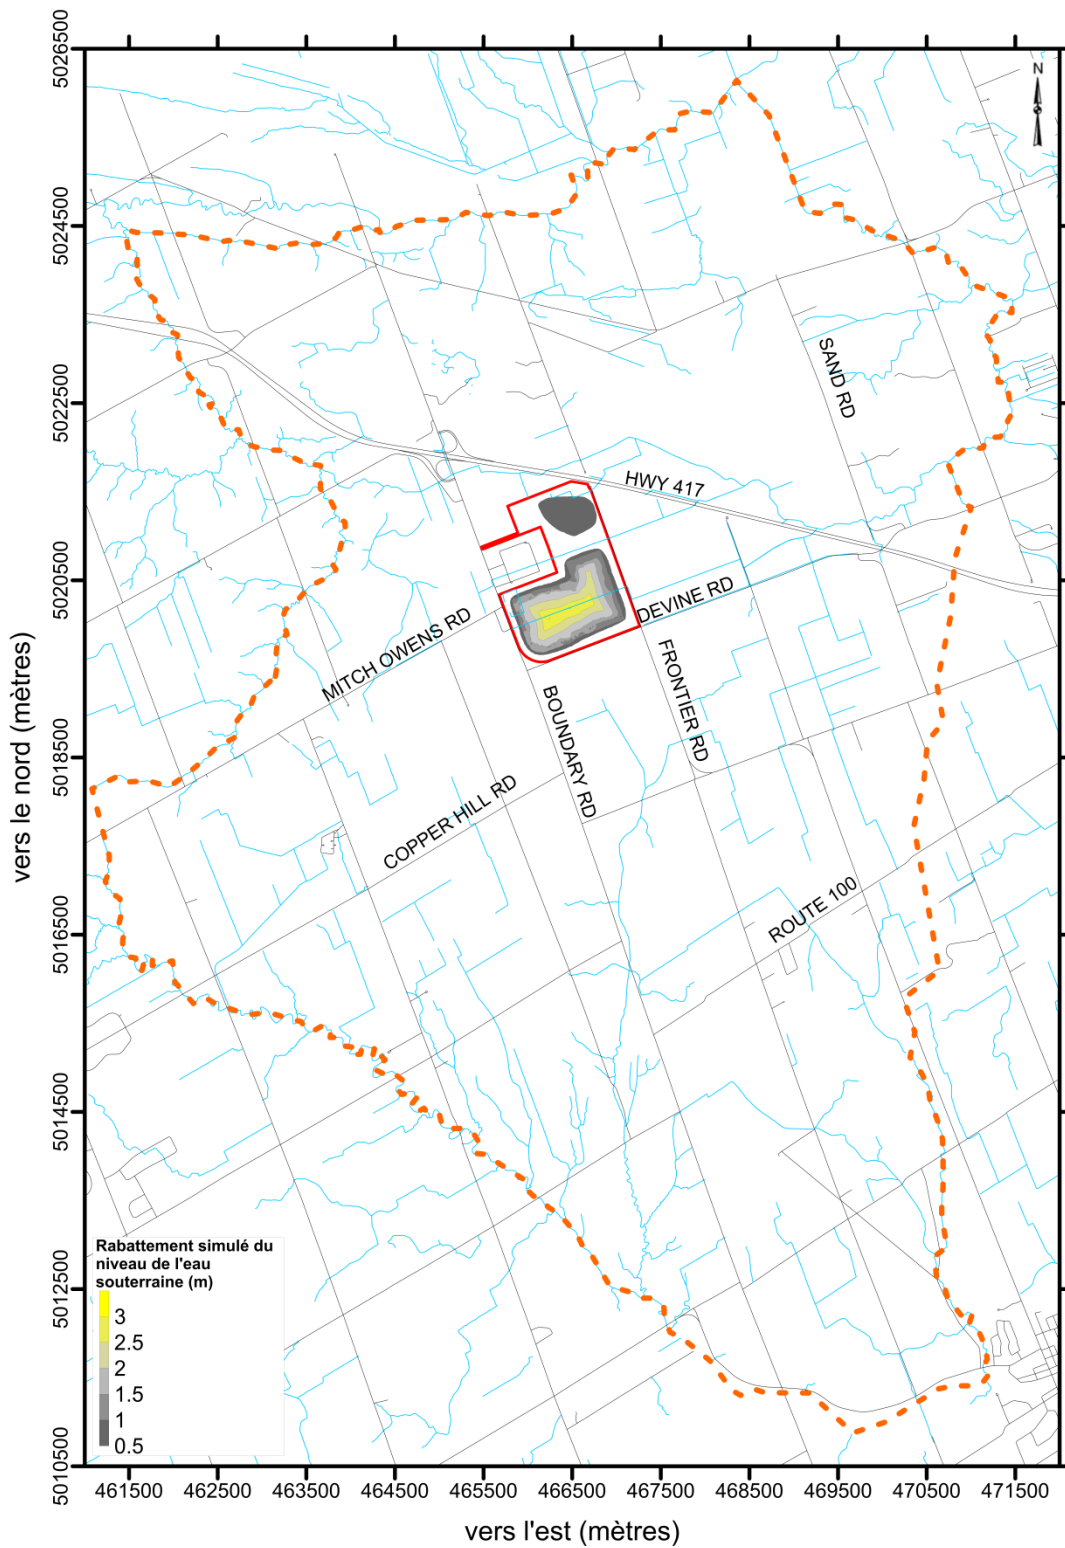 5026500
5024500
5022500
5020500
5018500
5016500
5014500
5012500
5010500
vers le nord (mètres)
N
SAND RD
HWY 417
DEVINE RD
MITCH OWENS RD
FRONTIER RD
BOUNDARY RD
COPPER HILL RD
ROUTE 100
Rabattement simulé du
niveau de l'eau
souterraine (m)
3
2.5
2
1.5
1
0.5
461500 462500 463500 464500 465500 466500 467500 468500 469500 470500 471500
vers l'est (mètres)